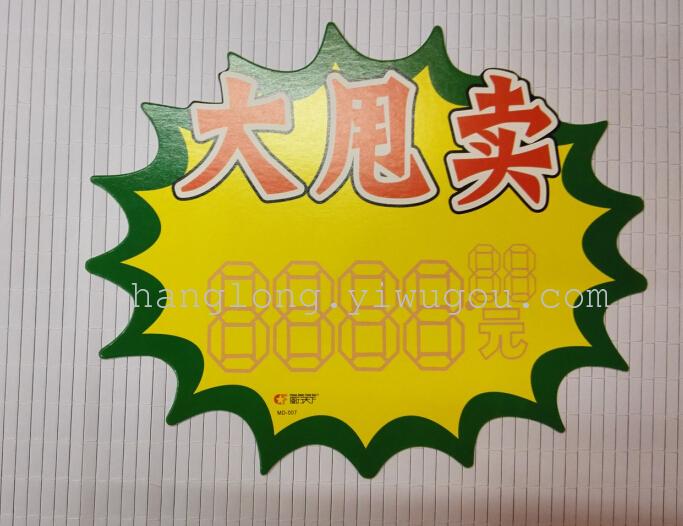 大甩卖
8888.88
元
hanglong.yiwugou.com
MD-007